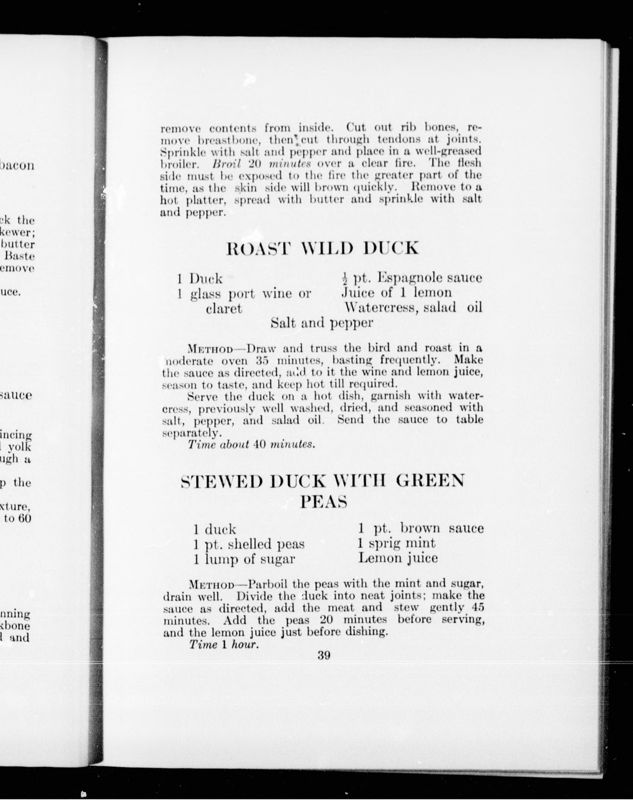 bacon
ck the
kewer;
butter
Baste
emove
uce.
sauce
incing
l yolk
ugh a
p the
xture,
to 60
nning
kbone
l and
remove contents from inside. Cut out rib bones, re-
move breastbone, then cut through tendons at joints.
Sprinkle with salt and pepper and place in a well-greased
broiler. Broil 20 minutes over a clear fire. The flesh
side must be exposed to the fire the greater part of the
time, as the skin side will brown quickly. Remove to a
hot platter, spread with butter and sprinkle with salt
and pepper.
ROAST WILD DUCK
1 Duck
1 glass port wine or
claret
½ pt. Espagnole sauce
Juice of 1 lemon
Watercress, salad oil
Salt and pepper
METHOD—Draw and truss the bird and roast in a
moderate oven 35 minutes, basting frequently. Make
the sauce as directed, add to it the wine and lemon juice,
season to taste, and keep hot till required.
Serve the duck on a hot dish, garnish with water-
cress, previously well washed, dried, and seasoned with
salt, pepper, and salad oil. Send the sauce to table
separately.
Time about 40 minutes.
STEWED DUCK WITH GREEN
PEAS
1 duck
1 pt. shelled peas
1 lump of sugar
1 pt. brown sauce
1 sprig mint
Lemon juice
METHOD—Parboil the peas with the mint and sugar,
drain well. Divide the duck into neat joints; make the
sauce as directed, add the meat and stew gently 45
minutes. Add the peas 20 minutes before serving,
and the lemon juice just before dishing.
Time 1 hour.
39